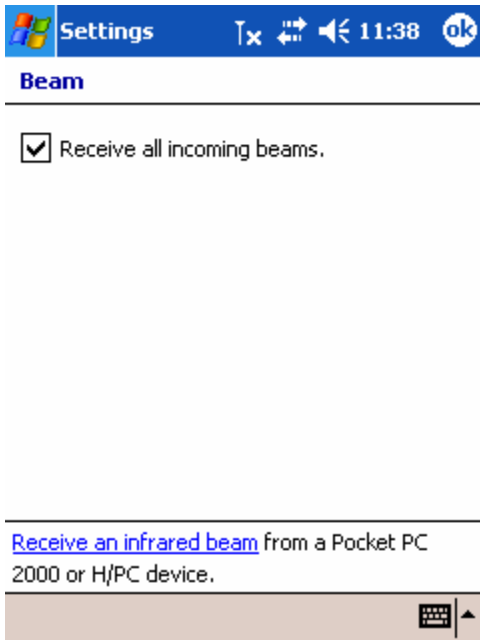 Settings 11:38 ok
Beam
Receive all incoming beams.
Receive an infrared beam from a Pocket PC
2000 or H/PC device.